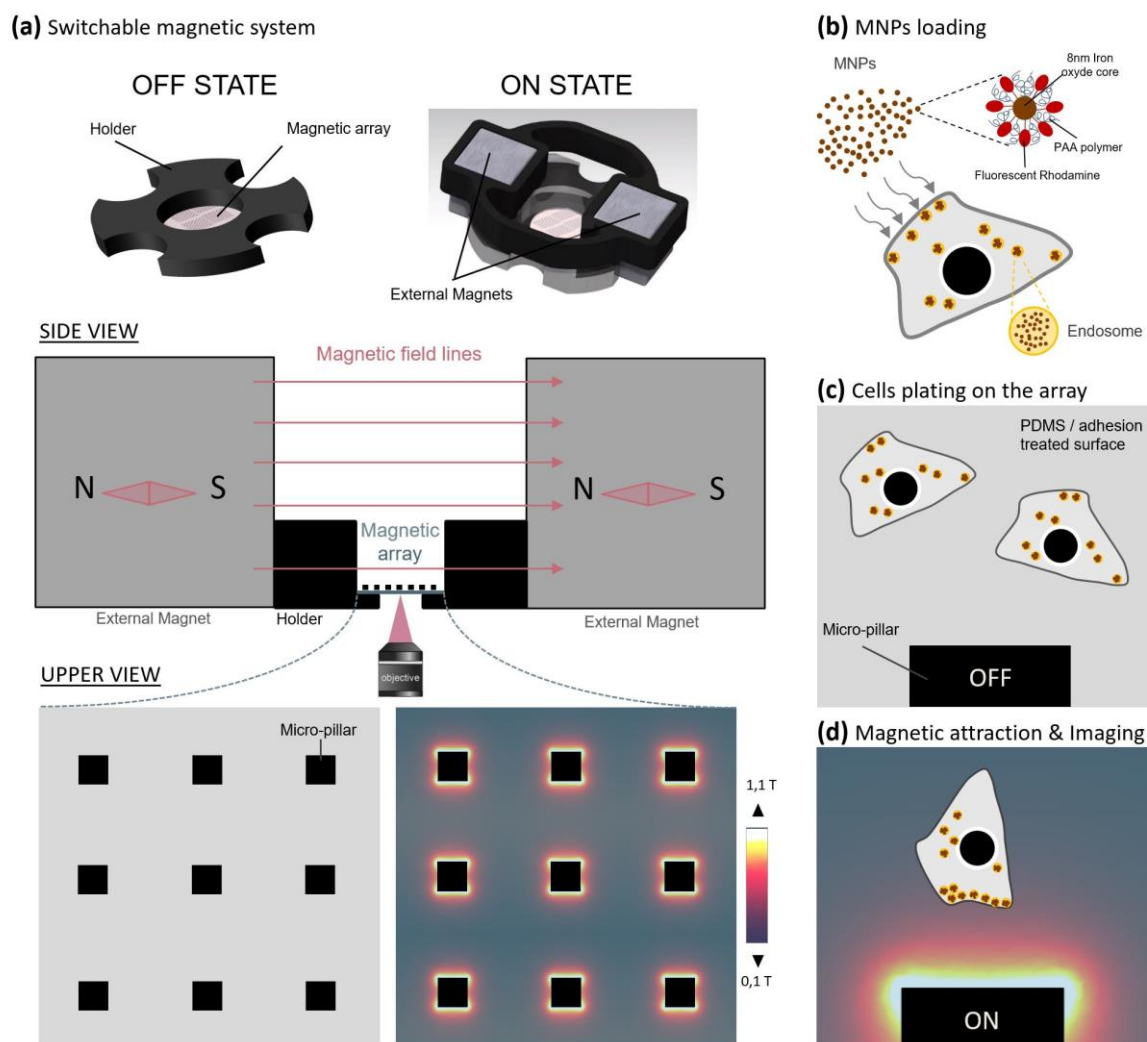 (a) Switchable magnetic system
OFF STATE
Holder
Magnetic array
ON STATE
External Magnets
SIDE VIEW
Magnetic field lines
N S
N S
Magnetic
array
External Magnet
Holder
External Magnet
objective
UPPER VIEW
Micro-pillar
1,1 T
0,1 T
(b) MNPs loading
MNPs
8nm Iron
oxyde core
PAA polymer
Fluorescent Rhodamine
Endosome
(c) Cells plating on the array
PDMS / adhesion
treated surface
Micro-pillar
OFF
(d) Magnetic attraction & Imaging
ON